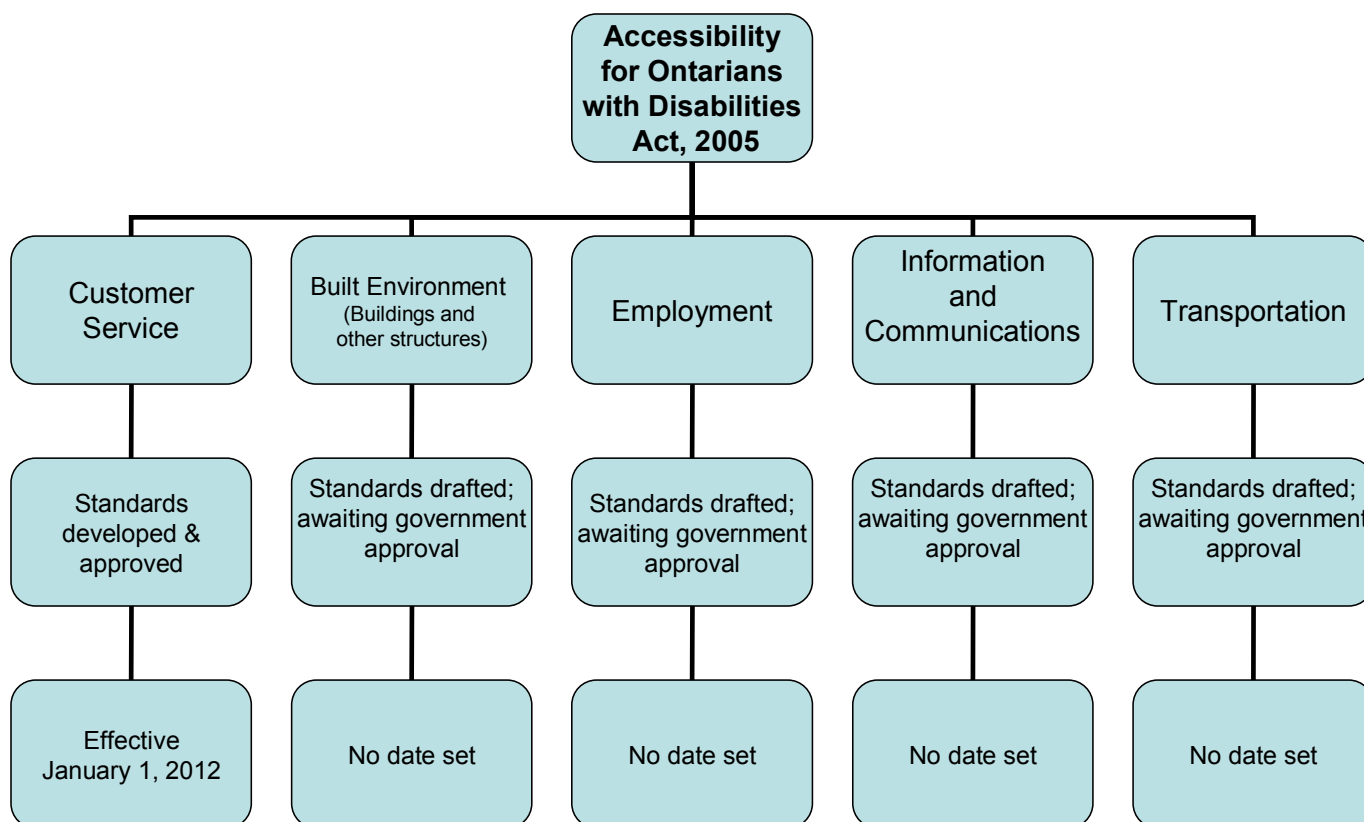 Accessibility
for Ontarians
with Disabilities
Act, 2005
Customer
Service
Built Environment
(Buildings and
other structures)
Employment
Information
and
Communications
Transportation
Standards
developed &
approved
Standards drafted;
awaiting government
approval
Standards drafted;
awaiting government
approval
Standards drafted;
awaiting government
approval
Standards drafted;
awaiting government
approval
Effective
January 1, 2012
No date set
No date set
No date set
No date set